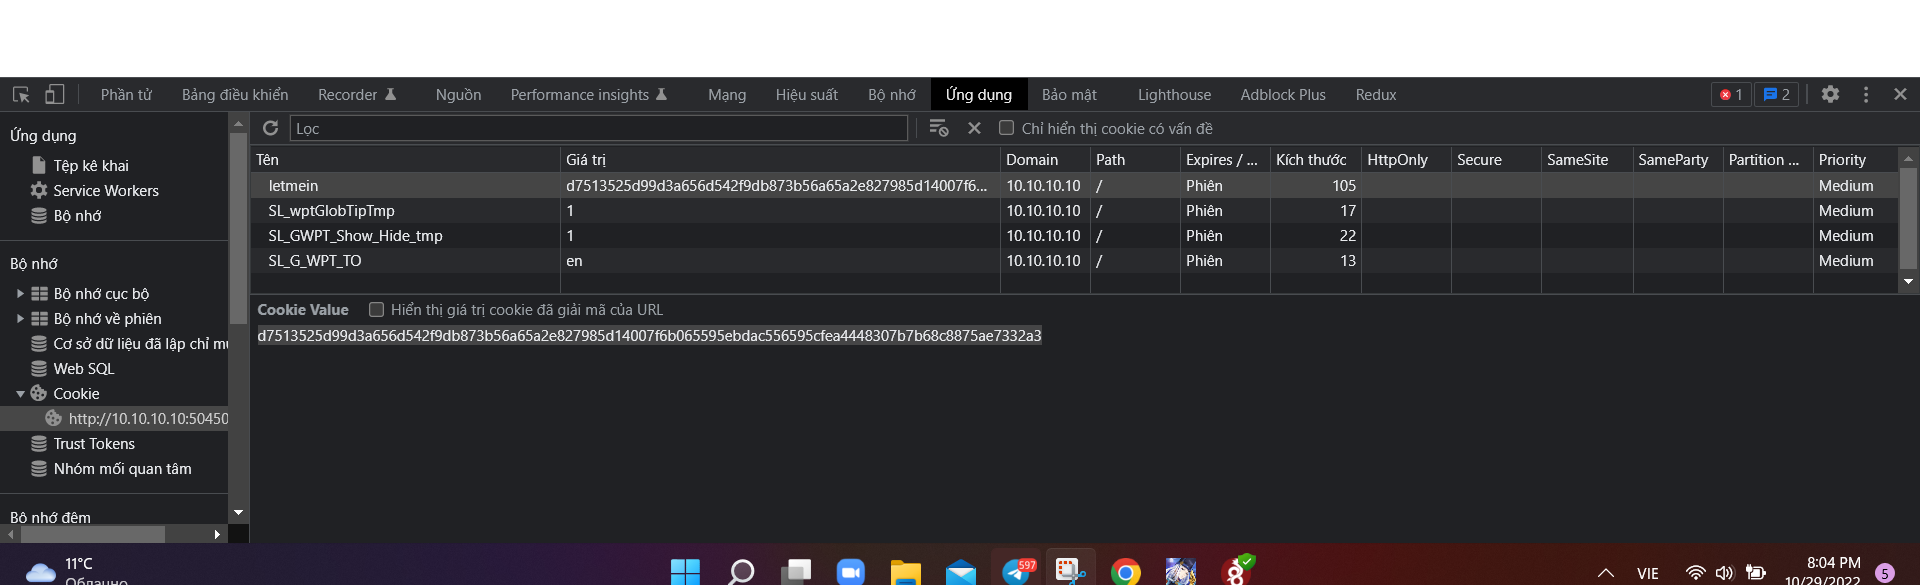 Phần tử Bảng điều khiển Recorder Nguồn Performance insights Mạng Hiệu suất Bộ nhớ Ứng dụng Bảo mật Lighthouse Adblock Plus Redux 1 2
Ứng dụng
Tệp kê khai
Service Workers
Bộ nhớ
Bộ nhớ
Bộ nhớ cục bộ
Bộ nhớ về phiên
Cơ sở dữ liệu đã lập chỉ mụ
Web SQL
Cookie
http://10.10.10.10:50450
Trust Tokens
Nhóm mối quan tâm
Bộ nhớ đêm
Lọc Chỉ hiển thị cookie có vấn đề
Tên Giá trị Domain Path Expires / ... Kích thước HttpOnly Secure SameSite SameParty Partition ... Priority
letmein d7513525d99d3a656d542f9db873b56a65a2e827985d14007f6... 10.10.10.10 / Phiên 105 Medium
SL_wptGlobTipTmp 1 10.10.10.10 / Phiên 17 Medium
SL_GWPT_Show_Hide_tmp 1 10.10.10.10 / Phiên 22 Medium
SL_G_WPT_TO en 10.10.10.10 / Phiên 13 Medium
Cookie Value Hiển thị giá trị cookie đã giải mã của URL
d7513525d99d3a656d542f9db873b56a65a2e827985d14007f6b065595ebdac556595cfea4448307b7b68c8875ae7332a3
11°C
Облачно
597
VIE
8:04 PM
10/29/2022
5